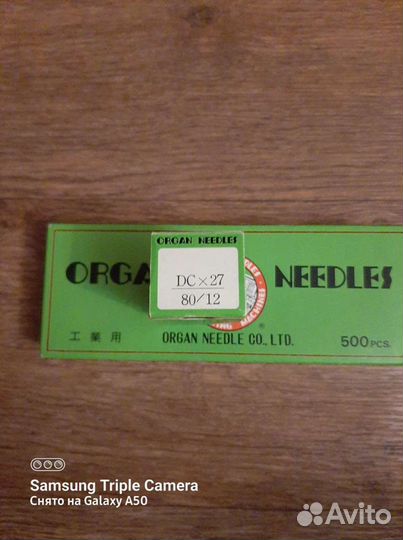 ORGAN NEEDLES
DC×27
80/12
NEEDLES
工業用
ORGAN NEEDLE CO., LTD.
®
500 PCS.
Samsung Triple Camera
Снято на Galaxy A50
Avito